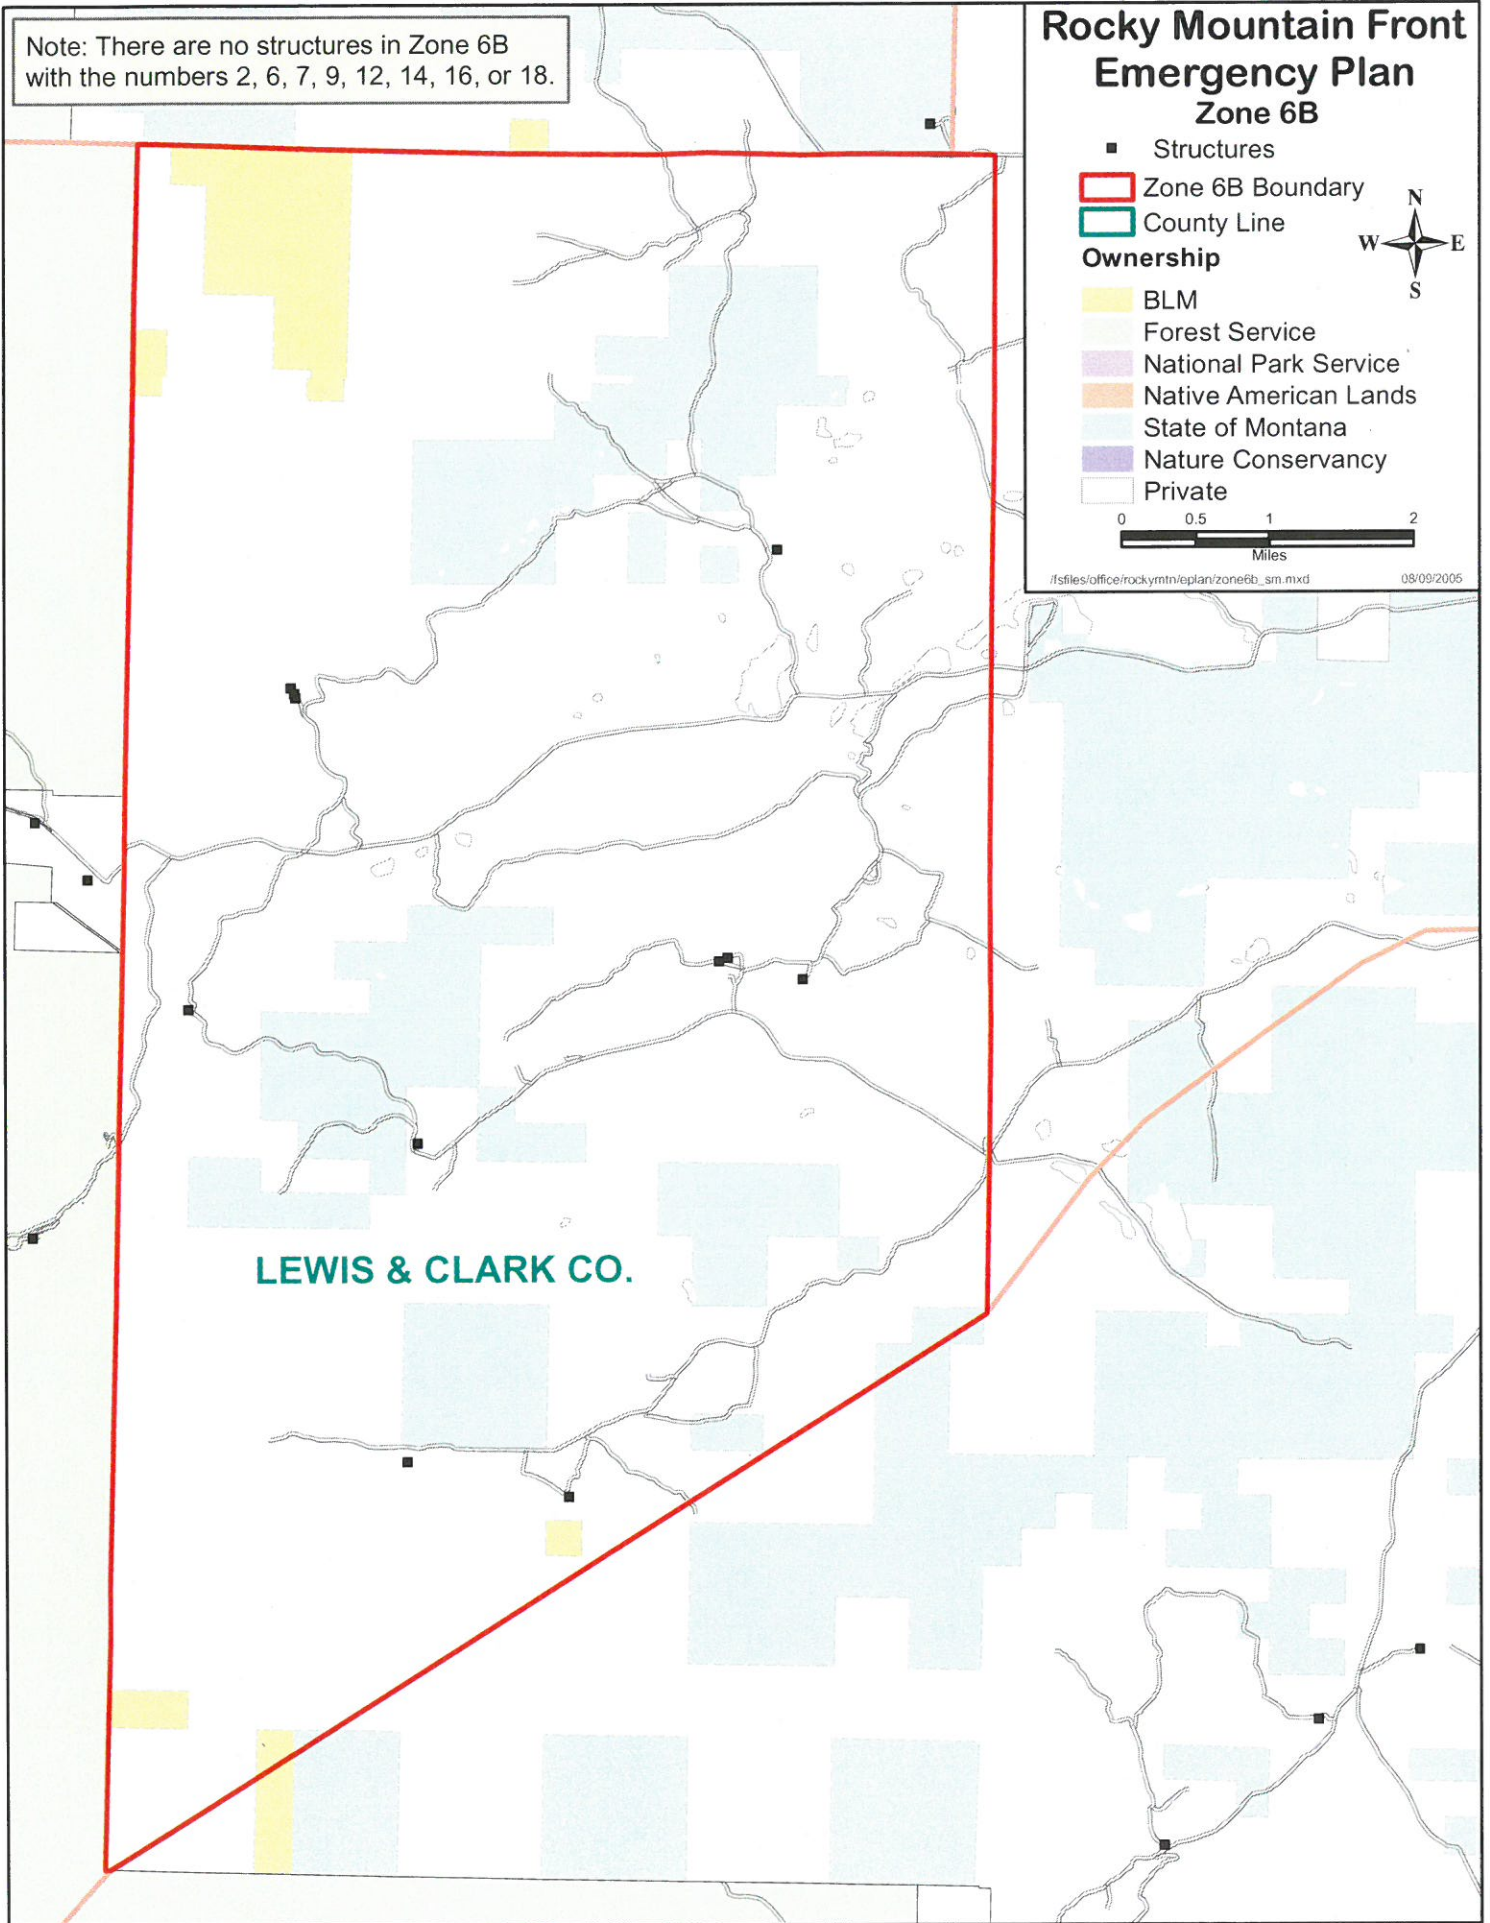 Note: There are no structures in Zone 6B
with the numbers 2, 6, 7, 9, 12, 14, 16, or 18.
Rocky Mountain Front
Emergency Plan
Zone 6B
Structures
Zone 6B Boundary
County Line
N
W E
S
Ownership
BLM
Forest Service
National Park Service
Native American Lands
State of Montana
Nature Conservancy
Private
0 0.5 1 2
Miles
/fsfiles/office/rockymtn/eplan/zone6b_sm.mxd 08/09/2005
LEWIS & CLARK CO.